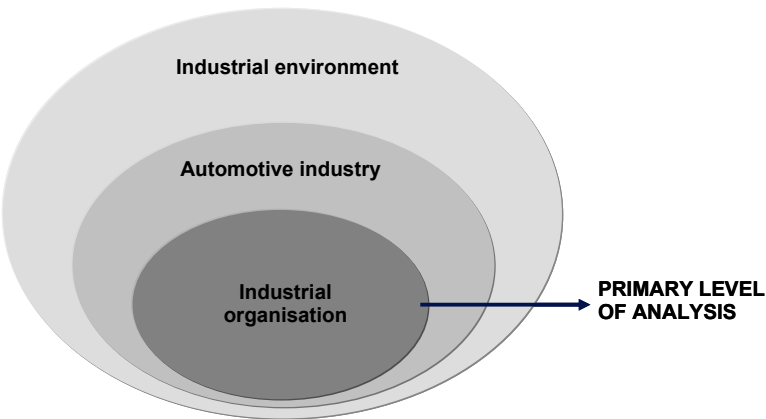 Industrial environment
Automotive industry
Industrial
organisation
PRIMARY LEVEL
OF ANALYSIS